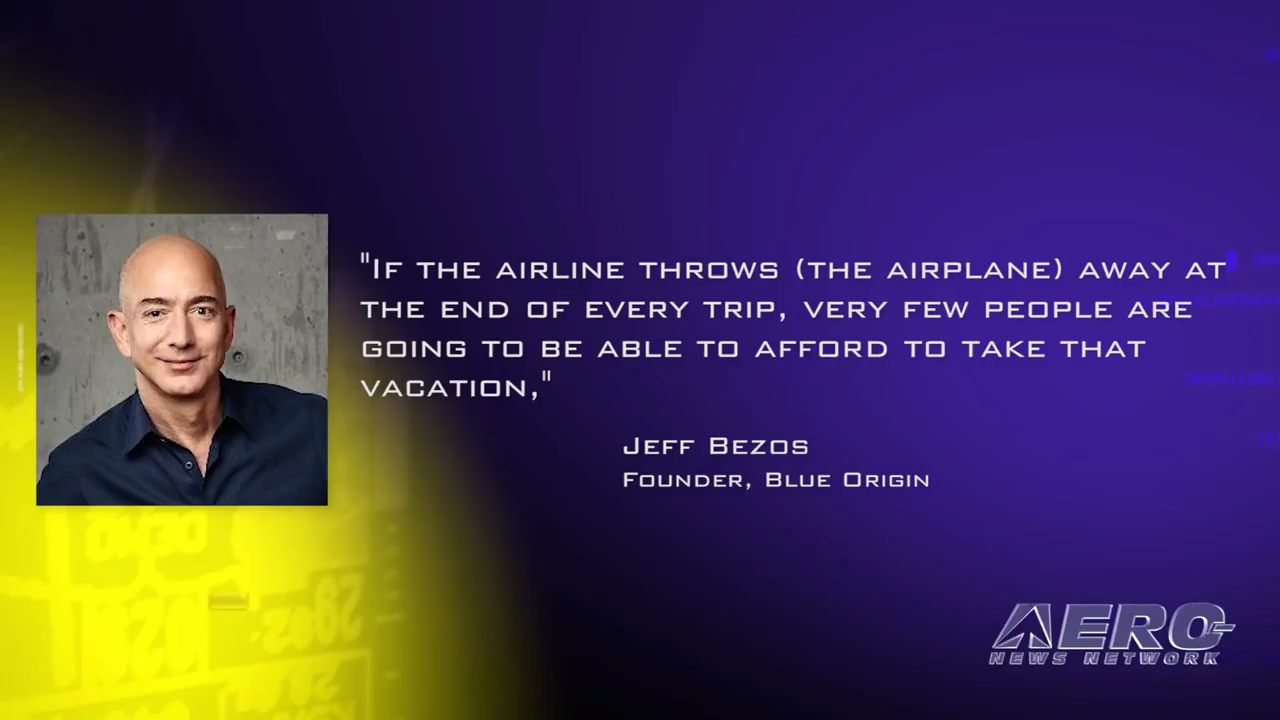 "If the airline throws (the airplane) away at
the end of every trip, very few people are
going to be able to afford to take that
vacation,"
Jeff Bezos
Founder, Blue Origin
AERO
NEWS NETWORK